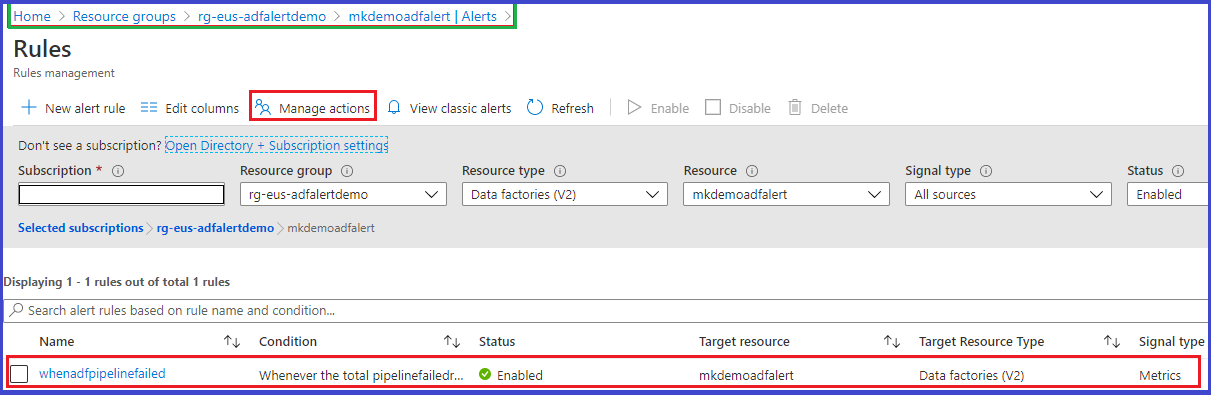 Home > Resource groups > rg-eus-adfalertdemo > mkdemoadfalert | Alerts >
Rules
Rules management
New alert rule Edit columns Manage actions View classic alerts Refresh Enable Disable Delete
Don't see a subscription? Open Directory + Subscription settings
Subscription * Resource group Resource type Resource Signal type Status
rg-eus-adfalertdemo Data factories (V2) mkdemoadfalert All sources Enabled
Selected subscriptions > rg-eus-adfalertdemo > mkdemoadfalert
Displaying 1 - 1 rules out of total 1 rules
Search alert rules based on rule name and condition...
Name Condition Status Target resource Target Resource Type Signal type
whenadfpipelinefailed Whenever the total pipelinefailedr... Enabled mkdemoadfalert Data factories (V2) Metrics